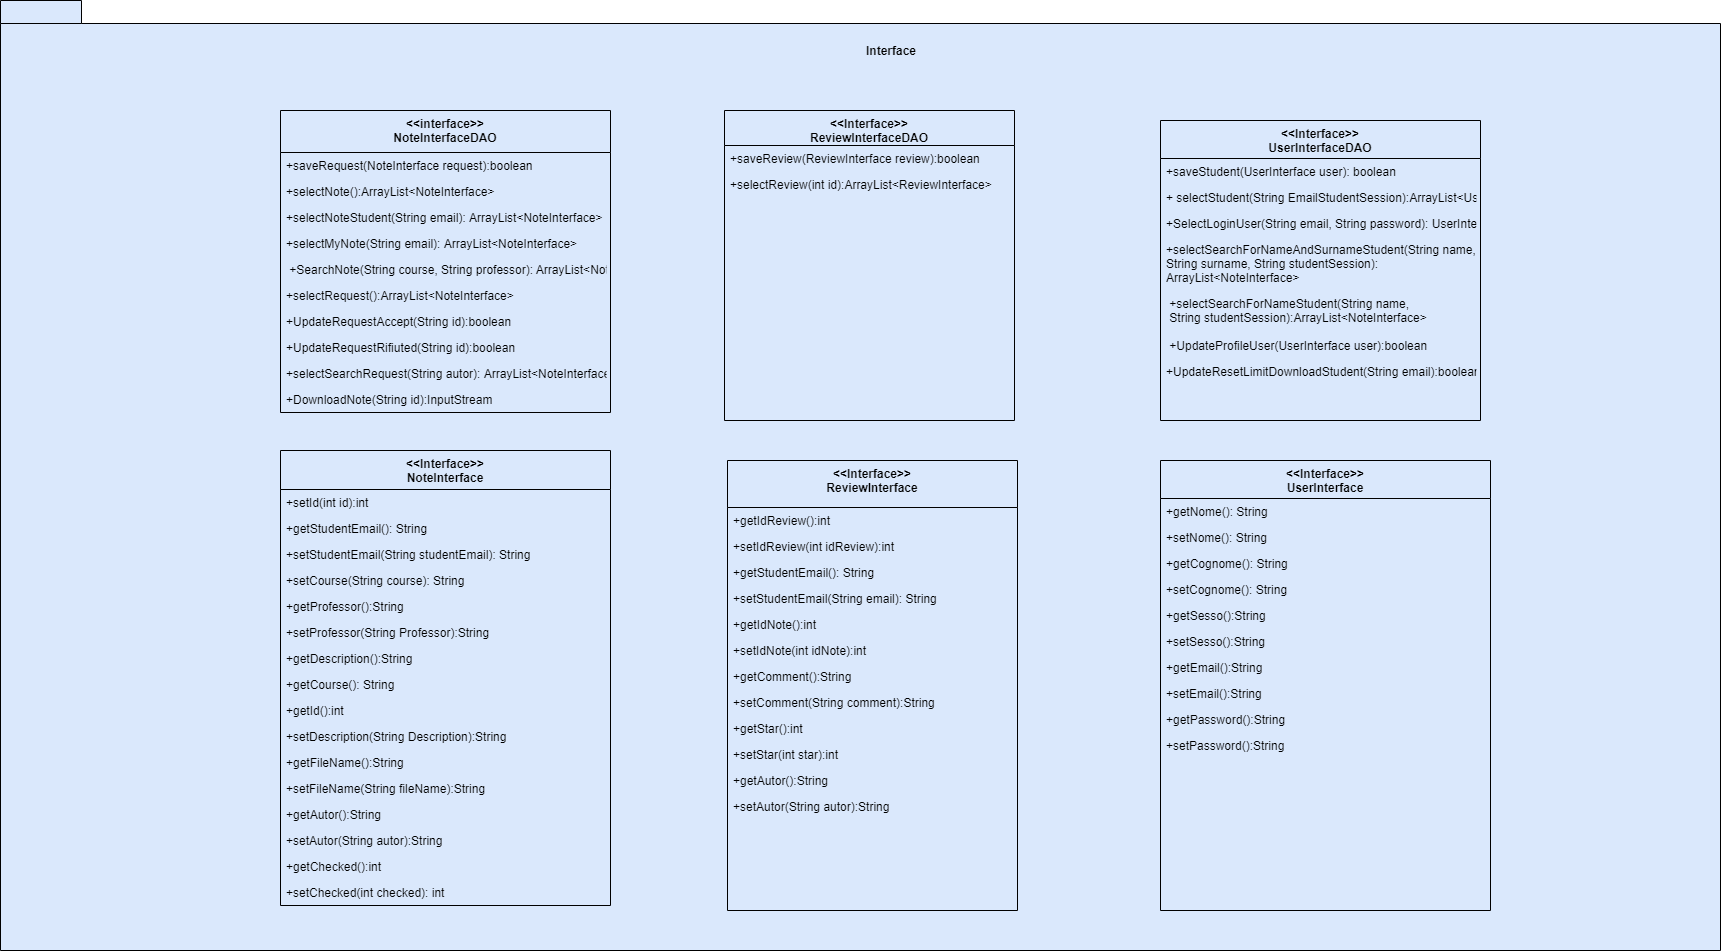 Interface
<<interface>>
NoteInterfaceDAO
+saveRequest(NoteInterface request):boolean
+selectNote():ArrayList<NoteInterface>
+selectNoteStudent(String email): ArrayList<NoteInterface>
+selectMyNote(String email): ArrayList<NoteInterface>
+SearchNote(String course, String professor): ArrayList<No
+selectRequest():ArrayList<NoteInterface>
+UpdateRequestAccept(String id):boolean
+UpdateRequestRifiuted(String id):boolean
+selectSearchRequest(String autor): ArrayList<NoteInterface
+DownloadNote(String id):InputStream
<<Interface>>
ReviewInterfaceDAO
+saveReview(ReviewInterface review):boolean
+selectReview(int id):ArrayList<ReviewInterface>
<<Interface>>
UserInterfaceDAO
+saveStudent(UserInterface user): boolean
+ selectStudent(String EmailStudentSession):ArrayList<Us
+SelectLoginUser(String email, String password): UserInte
+selectSearchForNameAndSurnameStudent(String name,
String surname, String studentSession):
ArrayList<NoteInterface>
+selectSearchForNameStudent(String name,
String studentSession):ArrayList<NoteInterface>
+UpdateProfileUser(UserInterface user):boolean
+UpdateResetLimitDownloadStudent(String email):boolean
<<Interface>>
NoteInterface
+setId(int id):int
+getStudentEmail(): String
+setStudentEmail(String studentEmail): String
+setCourse(String course): String
+getProfessor():String
+setProfessor(String Professor):String
+getDescription():String
+getCourse(): String
+getId():int
+setDescription(String Description):String
+getFileName():String
+setFileName(String fileName):String
+getAutor():String
+setAutor(String autor):String
+getChecked():int
+setChecked(int checked): int
<<Interface>>
ReviewInterface
+getIdReview():int
+setIdReview(int idReview):int
+getStudentEmail(): String
+setStudentEmail(String email): String
+getIdNote():int
+setIdNote(int idNote):int
+getComment():String
+setComment(String comment):String
+getStar():int
+setStar(int star):int
+getAutor():String
+setAutor(String autor):String
<<Interface>>
UserInterface
+getNome(): String
+setNome(): String
+getCognome(): String
+setCognome(): String
+getSesso():String
+setSesso():String
+getEmail():String
+setEmail():String
+getPassword():String
+setPassword():String